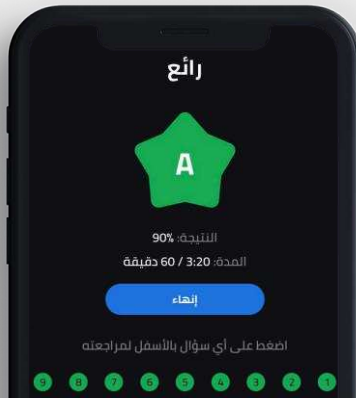 رائع
A
النتيجة: 90%
المدة: 3:20 / 60 دقيقة
إنهاء
اضغط على أي سؤال بالأسفل لمراجعته
1 2 3 4 5 6 7 8 9